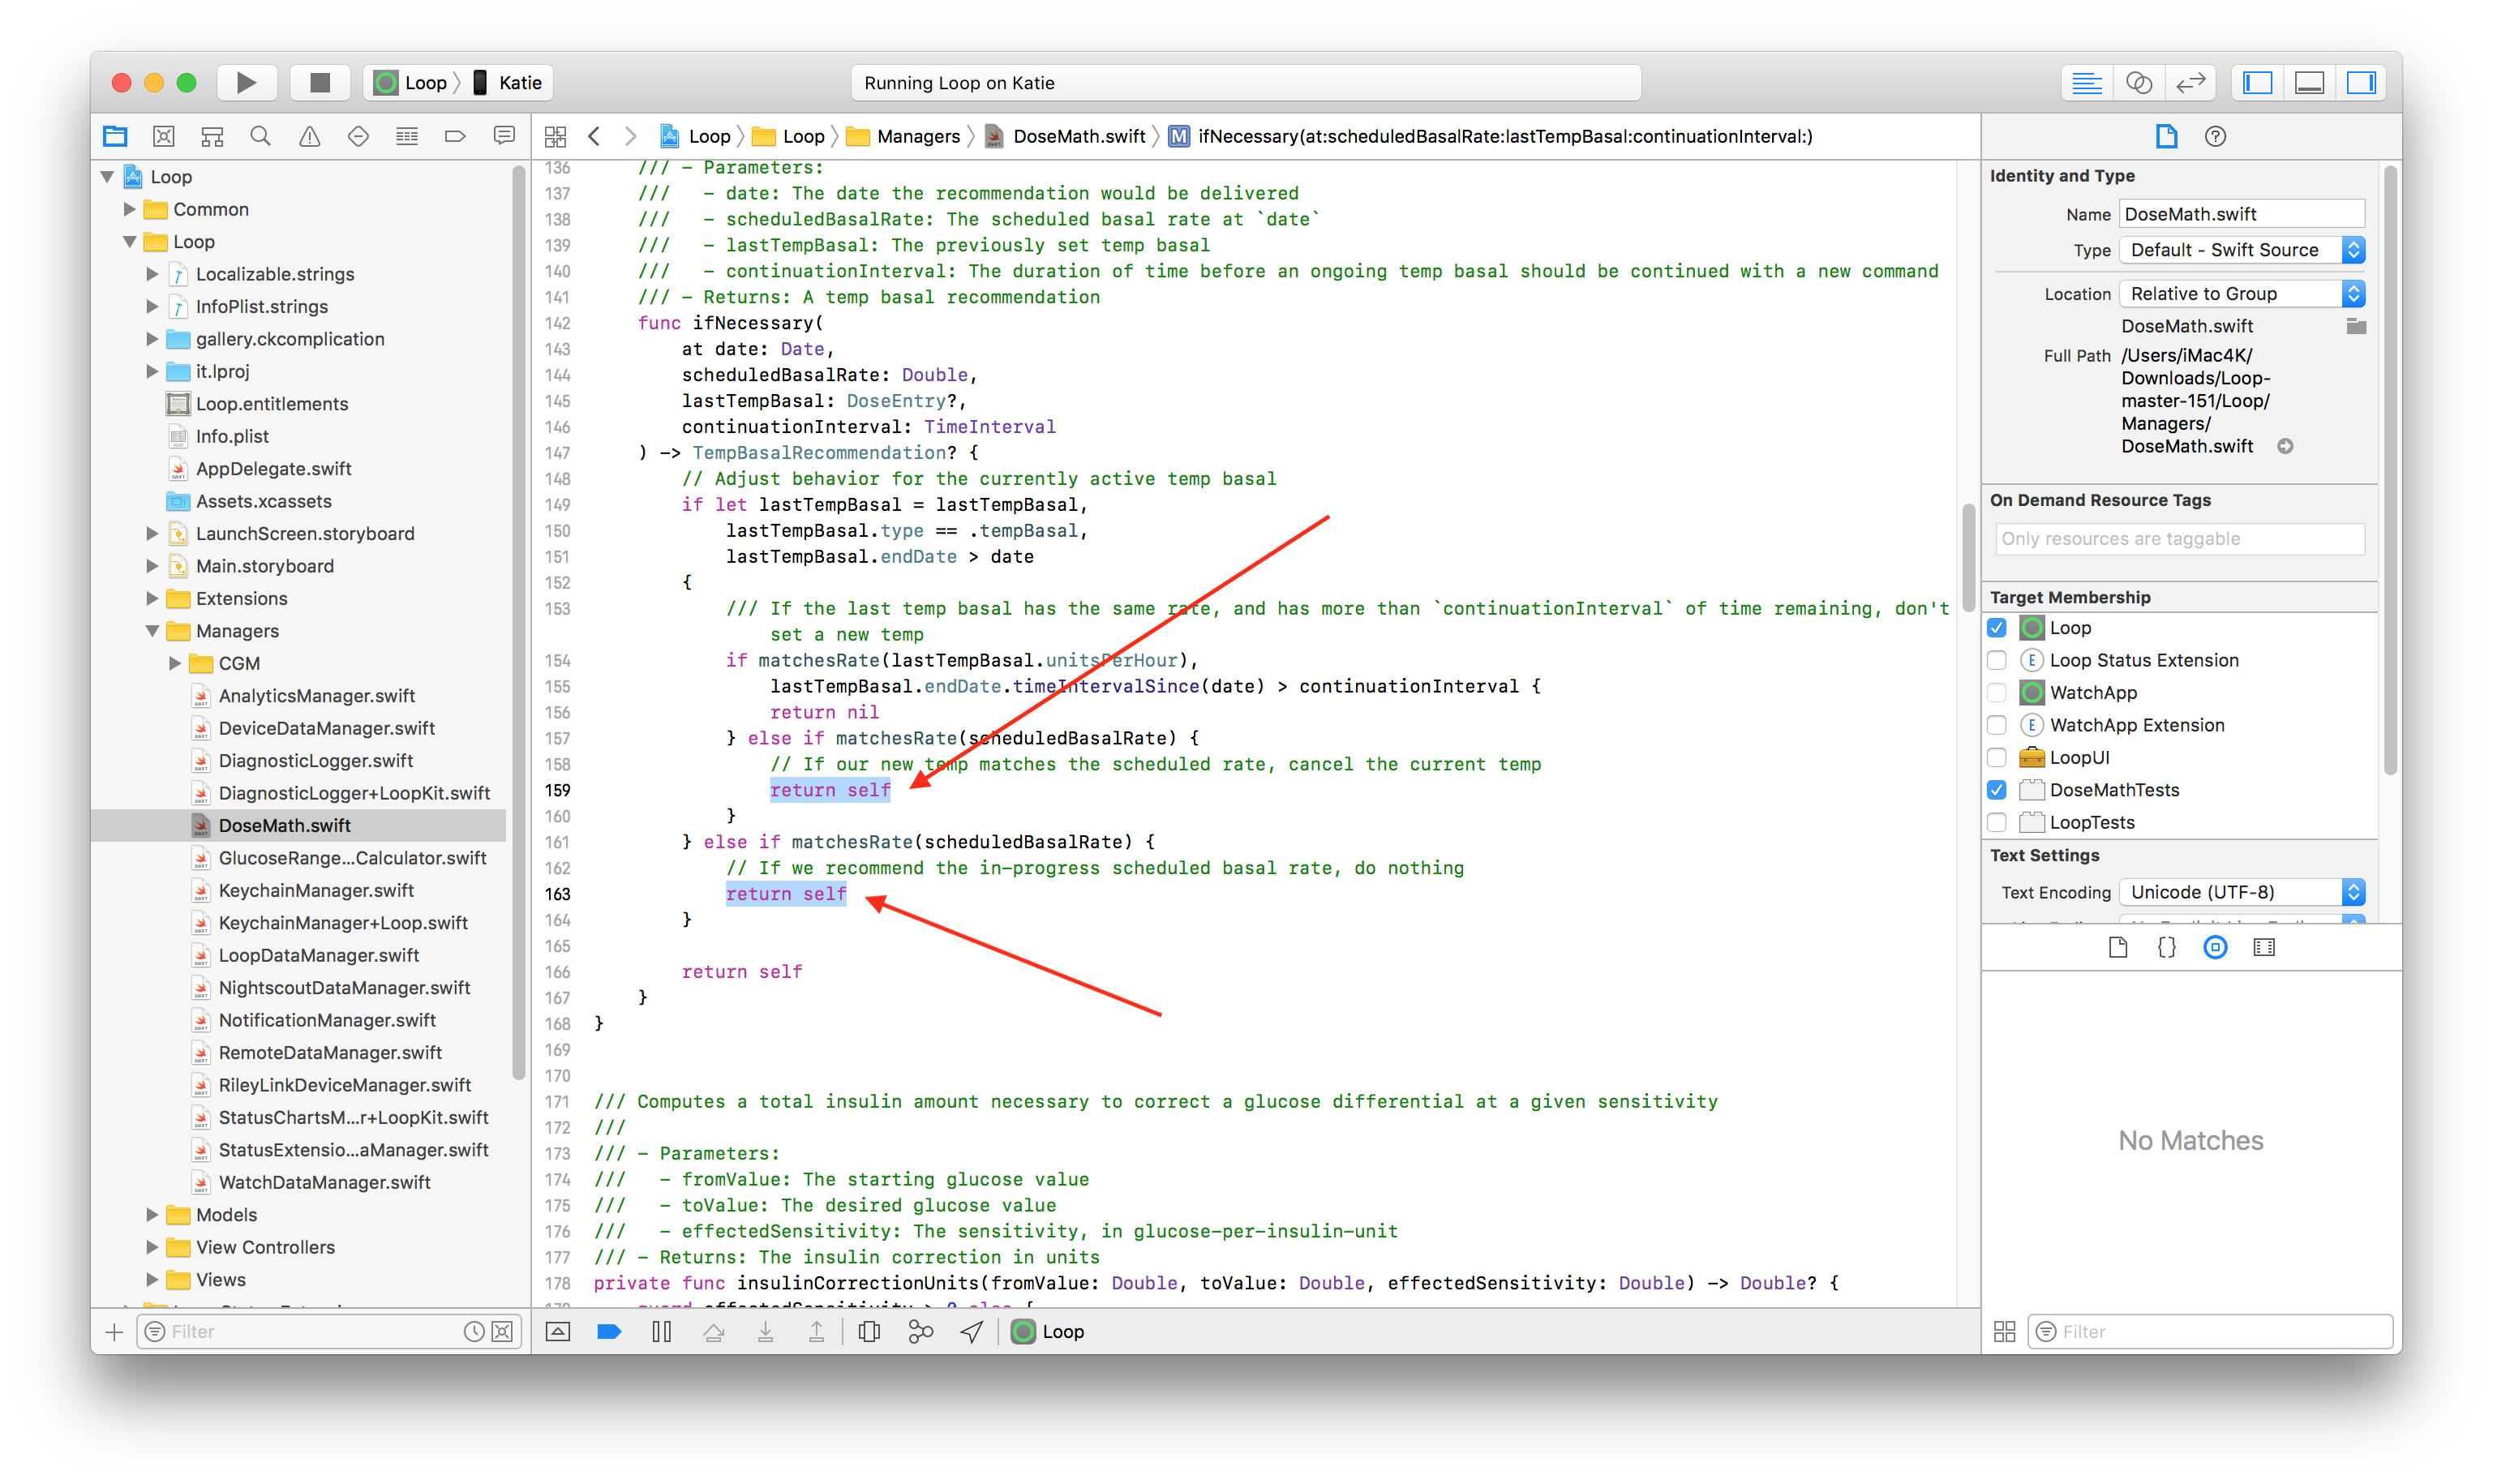 Loop
Katie
Running Loop on Katie
Loop
Loop
Managers
DoseMath.swift
M
ifNecessary(at:scheduledBasalRate:lastTempBasal:continuationInterval:)
Loop
Common
Loop
Localizable.strings
InfoPlist.strings
gallery.ckcomplication
it.lproj
Loop.entitlements
Info.plist
AppDelegate.swift
Assets.xcassets
LaunchScreen.storyboard
Main.storyboard
Extensions
Managers
CGM
AnalyticsManager.swift
DeviceDataManager.swift
DiagnosticLogger.swift
DiagnosticLogger+LoopKit.swift
DoseMath.swift
GlucoseRange...Calculator.swift
KeychainManager.swift
KeychainManager+Loop.swift
LoopDataManager.swift
NightscoutDataManager.swift
NotificationManager.swift
RemoteDataManager.swift
RileyLinkDeviceManager.swift
StatusChartsM...r+LoopKit.swift
StatusExtensio...aManager.swift
WatchDataManager.swift
Models
View Controllers
Views
Filter
136 /// - Parameters:
137 ///   - date: The date the recommendation would be delivered
138 ///   - scheduledBasalRate: The scheduled basal rate at `date`
139 ///   - lastTempBasal: The previously set temp basal
140 ///   - continuationInterval: The duration of time before an ongoing temp basal should be continued with a new command
141 /// - Returns: A temp basal recommendation
142 func ifNecessary(
143 at date: Date,
144 scheduledBasalRate: Double,
145 lastTempBasal: DoseEntry?,
146 continuationInterval: TimeInterval
147 ) -> TempBasalRecommendation? {
148 // Adjust behavior for the currently active temp basal
149 if let lastTempBasal = lastTempBasal,
150 lastTempBasal.type == .tempBasal,
151 lastTempBasal.endDate > date
152 {
153 /// If the last temp basal has the same rate, and has more than `continuationInterval` of time remaining, don't
set a new temp
154 if matchesRate(lastTempBasal.unitsPerHour),
155 lastTempBasal.endDate.timeIntervalSince(date) > continuationInterval {
156 return nil
157 } else if matchesRate(scheduledBasalRate) {
158 // If our new temp matches the scheduled rate, cancel the current temp
159 return self
160 }
161 } else if matchesRate(scheduledBasalRate) {
162 // If we recommend the in-progress scheduled basal rate, do nothing
163 return self
164 }
165
166 return self
167 }
168 }
169
170
171 /// Computes a total insulin amount necessary to correct a glucose differential at a given sensitivity
172 ///
173 /// - Parameters:
174 ///   - fromValue: The starting glucose value
175 ///   - toValue: The desired glucose value
176 ///   - effectedSensitivity: The sensitivity, in glucose-per-insulin-unit
177 /// - Returns: The insulin correction in units
178 private func insulinCorrectionUnits(fromValue: Double, toValue: Double, effectedSensitivity: Double) -> Double? {
Loop
Identity and Type
Name DoseMath.swift
Type Default - Swift Source
Location Relative to Group
DoseMath.swift
Full Path /Users/iMac4K/
Downloads/Loop-
master-151/Loop/
Managers/
DoseMath.swift
On Demand Resource Tags
Only resources are taggable
Target Membership
Loop
E Loop Status Extension
WatchApp
E WatchApp Extension
LoopUI
DoseMathTests
LoopTests
Text Settings
Text Encoding Unicode (UTF-8)
{}
No Matches
Filter